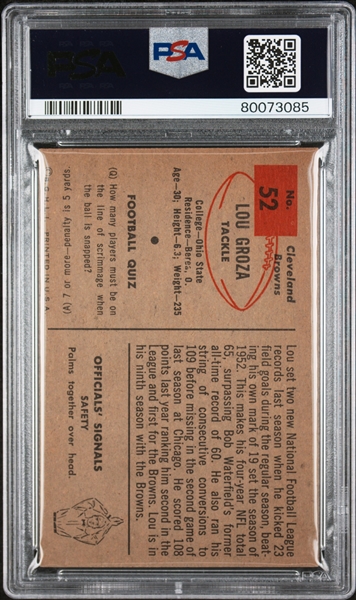 PSA
PSA
80073085
No.
52
Cleveland
Browns
LOU GROZA
TACKLE
College-Ohio State
Residence-Berea, O.
Age-30; Height-6.3; Weight-235
FOOTBALL QUIZ
(Q) How many players must be on
the line of scrimmage when
the ball is snapped?
(A) 7 or more—penalty is 5 yards
PRINTED IN U.S.A.
Lou set two new National Football League
records last season when he kicked 23
field goals during the regular season, beat-
ing his own mark of 19 set the season of
1952. This makes his four-year NFL total
65, surpassing Bob Waterfield's former
all-time record of 60. He also ran his
string of consecutive conversions to
109 before missing in the second game of
last season at Chicago. He scored 108
points last year ranking him second in the
league and first for the Browns. Lou is in
his ninth season with the Browns.
OFFICIALS' SIGNALS
SAFETY
Palms together over head.